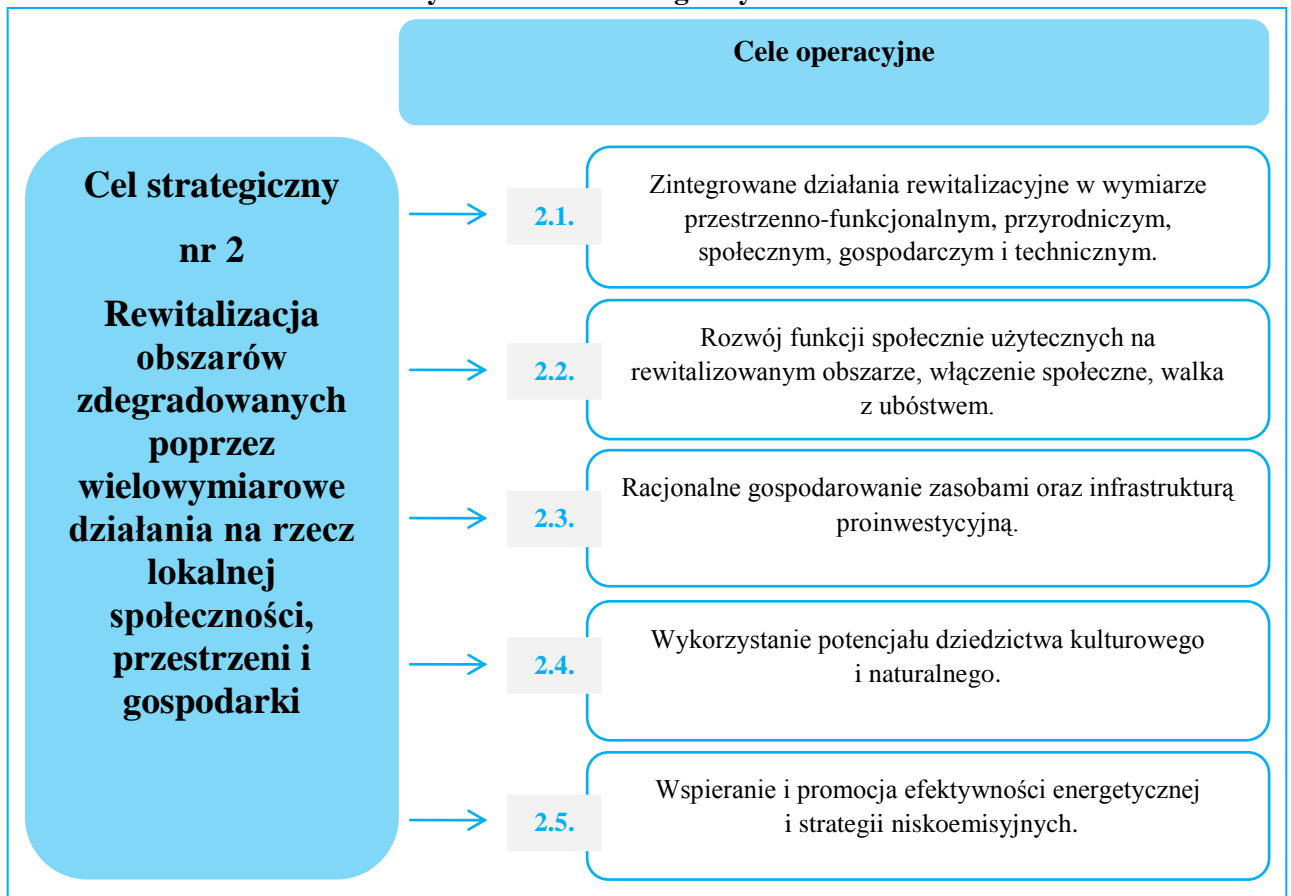 Cele operacyjne
Cel strategiczny
nr 2
Rewitalizacja
obszarów
zdegradowanych
poprzez
wielowymiarowe
działania na rzecz
lokalnej
społeczności,
przestrzeni i
gospodarki
2.1.
Zintegrowane działania rewitalizacyjne w wymiarze
przestrzenno-funkcjonalnym, przyrodniczym,
społecznym, gospodarczym i technicznym.
2.2.
Rozwój funkcji społecznie użytecznych na
rewitalizowanym obszarze, włączenie społeczne, walka
z ubóstwem.
2.3.
Racjonalne gospodarowanie zasobami oraz infrastrukturą
proinwestycyjną.
2.4.
Wykorzystanie potencjału dziedzictwa kulturowego
i naturalnego.
2.5.
Wspieranie i promocja efektywności energetycznej
i strategii niskoemisyjnych.